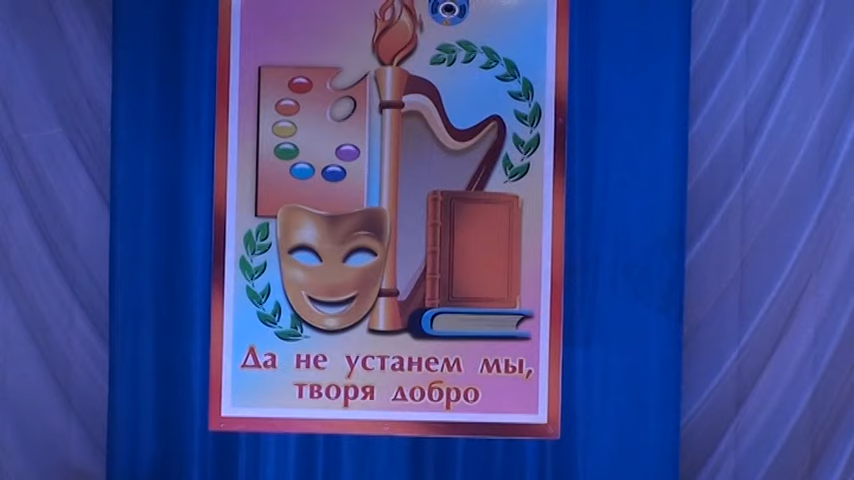 Да не устанем мы,
творя добро